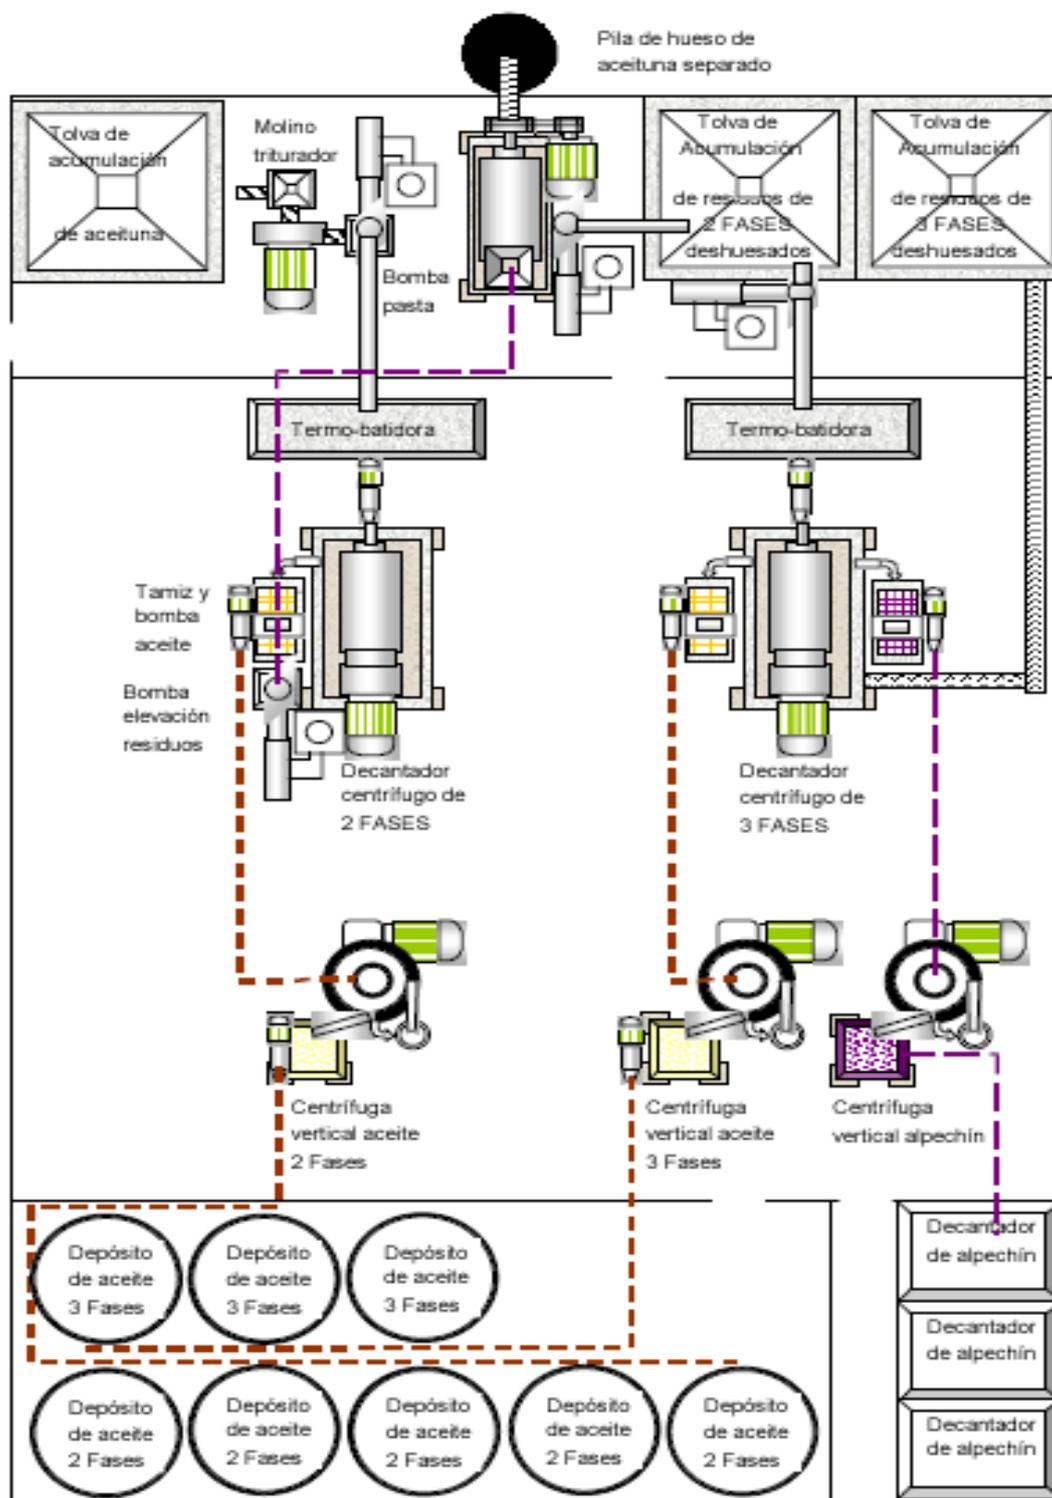 Pila de hueso de
aceituna separado
Tolva de
acumulación
de aceituna
Molino
triturador
Bomba
pasta
Tolva de
Acumulación
de residuos de
2 FASES
deshuesados
Tolva de
Acumulación
de residuos de
3 FASES
deshuesados
Termo-batidora
Termo-batidora
Tamiz y
bomba
aceite
Bomba
elevación
residuos
Decantador
centrífugo de
2 FASES
Decantador
centrífugo de
3 FASES
Centrífuga
vertical aceite
2 Fases
Centrífuga
vertical aceite
3 Fases
Centrífuga
vertical alpechín
Depósito
de aceite
3 Fases
Depósito
de aceite
3 Fases
Depósito
de aceite
3 Fases
Decantador
de alpechín
Decantador
de alpechín
Decantador
de alpechín
Depósito
de aceite
2 Fases
Depósito
de aceite
2 Fases
Depósito
de aceite
2 Fases
Depósito
de aceite
2 Fases
Depósito
de aceite
2 Fases